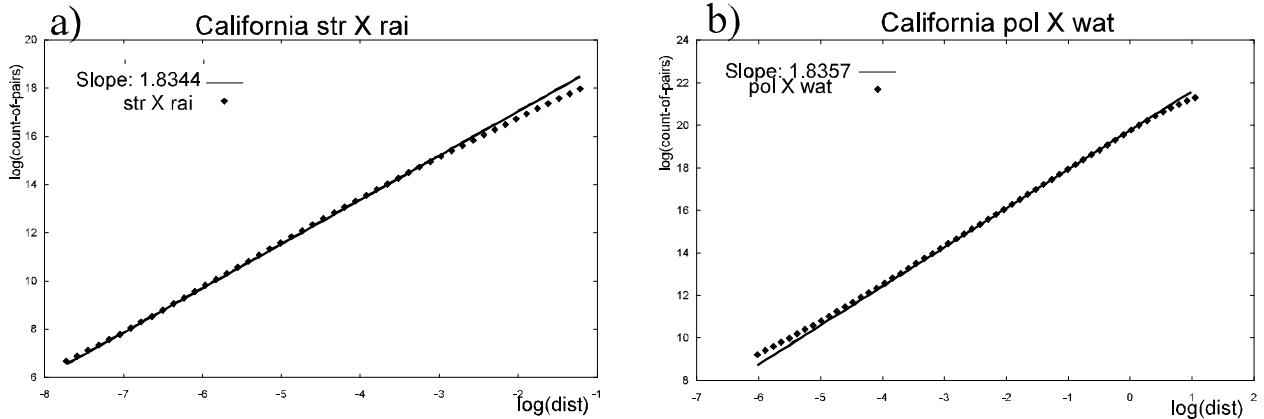 a) California str X rai
20
18
16
14
12
10
8
6
log(count-of-pairs)
Slope: 1.8344
str X rai
-8 -7 -6 -5 -4 -3 -2 -1
log(dist)
b) California pol X wat
24
22
20
18
16
14
12
10
8
log(count-of-pairs)
Slope: 1.8357
pol X wat
-7 -6 -5 -4 -3 -2 -1 0 1 2
log(dist)